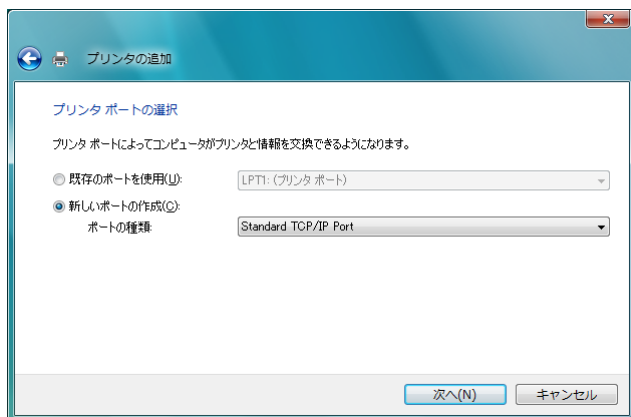 プリンタの追加
プリンタ ポートの選択
プリンタ ポートによってコンピュータがプリンタと情報を交換できるようになります。
既存のポートを使用(U):
LPT1: (プリンタ ポート)
新しいポートの作成(C):
ポートの種類:
Standard TCP/IP Port
次へ(N)
キャンセル